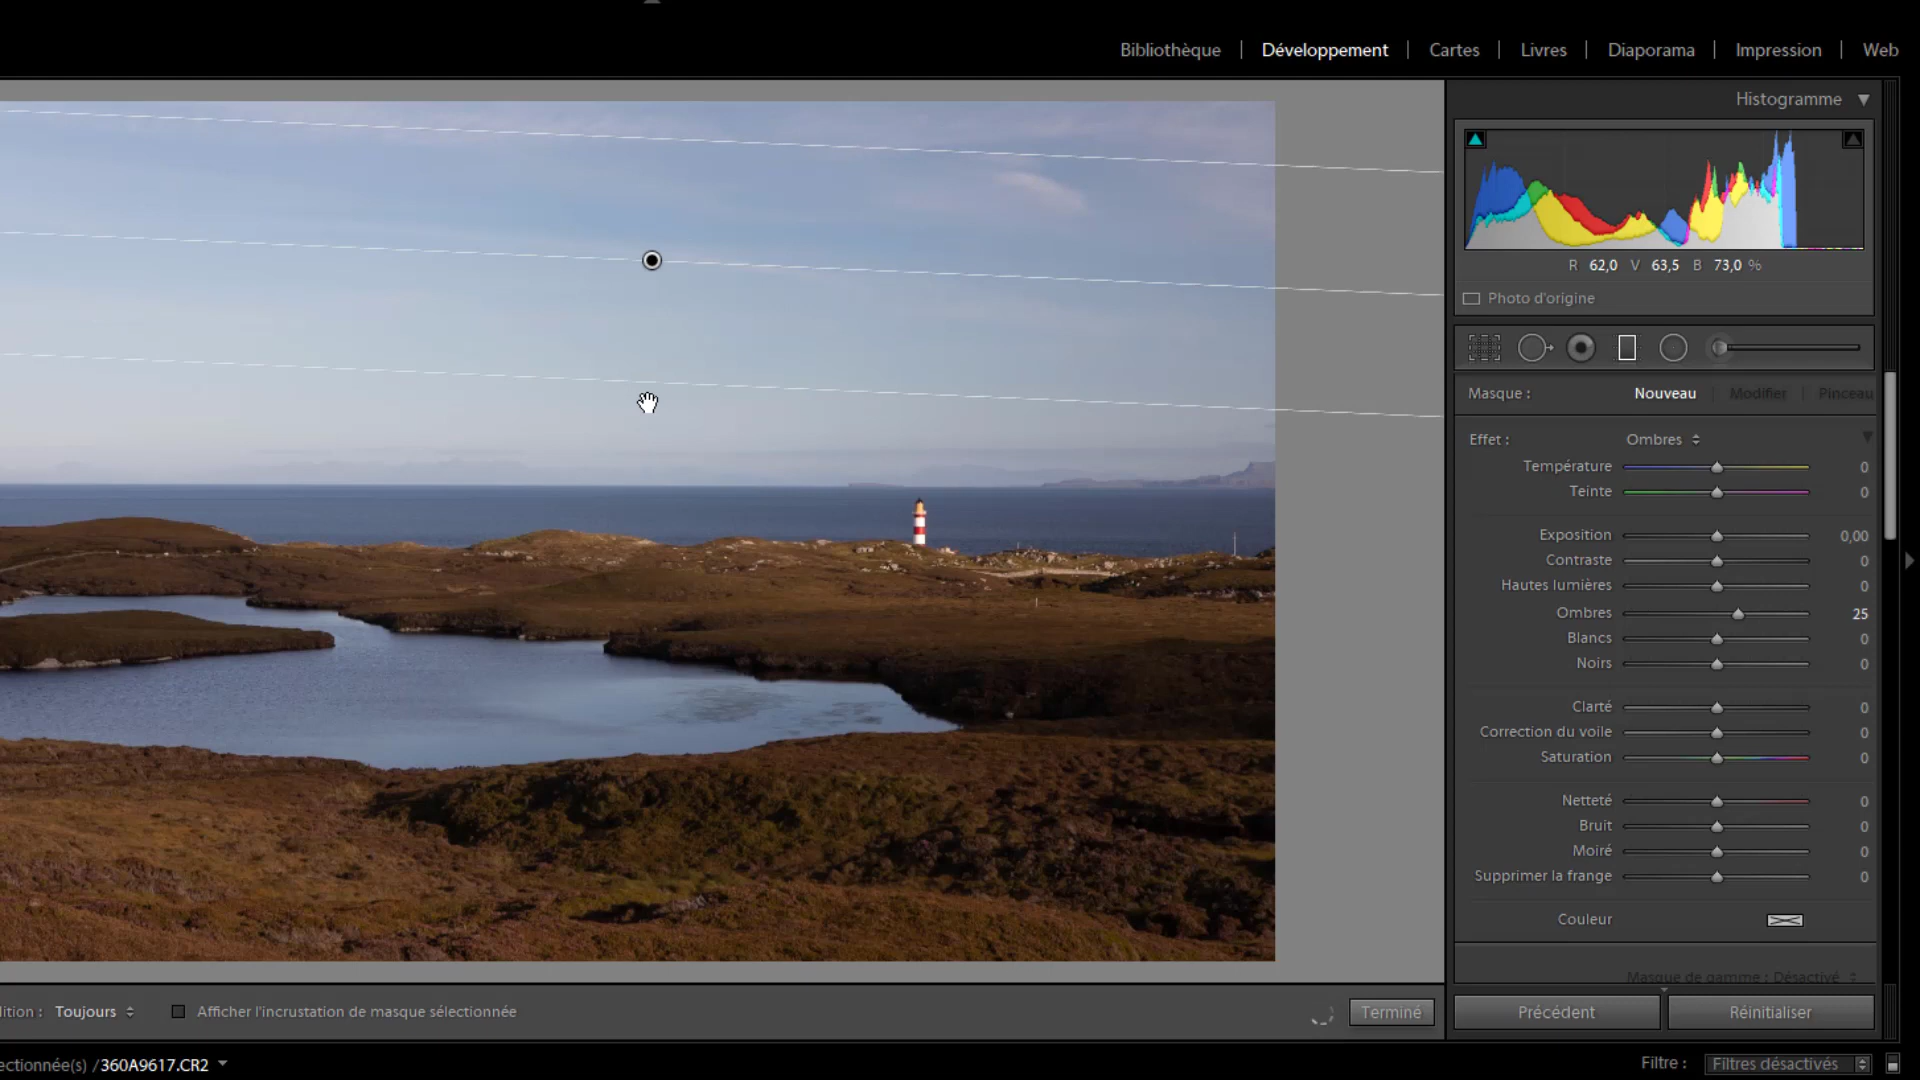 Bibliothèque | Développement | Cartes | Livres | Diaporama | Impression | Web
Histogramme
R 62,0 V 63,5 B 73,0 %
Photo d'origine
Masque : Nouveau | Modifier | Pinceau
Effet : Ombres
Température 0
Teinte 0
Exposition 0,00
Contraste 0
Hautes lumières 0
Ombres 25
Blancs 0
Noirs 0
Clarté 0
Correction du voile 0
Saturation 0
Netteté 0
Bruit 0
Moiré 0
Supprimer la frange 0
Couleur
Masque de gamme : Désactivé
dition : Toujours Afficher l'incrustation de masque sélectionnée Terminé Précédent Réinitialiser
ectionnée(s) /360A9617.CR2 Filtre : Filtres désactivés